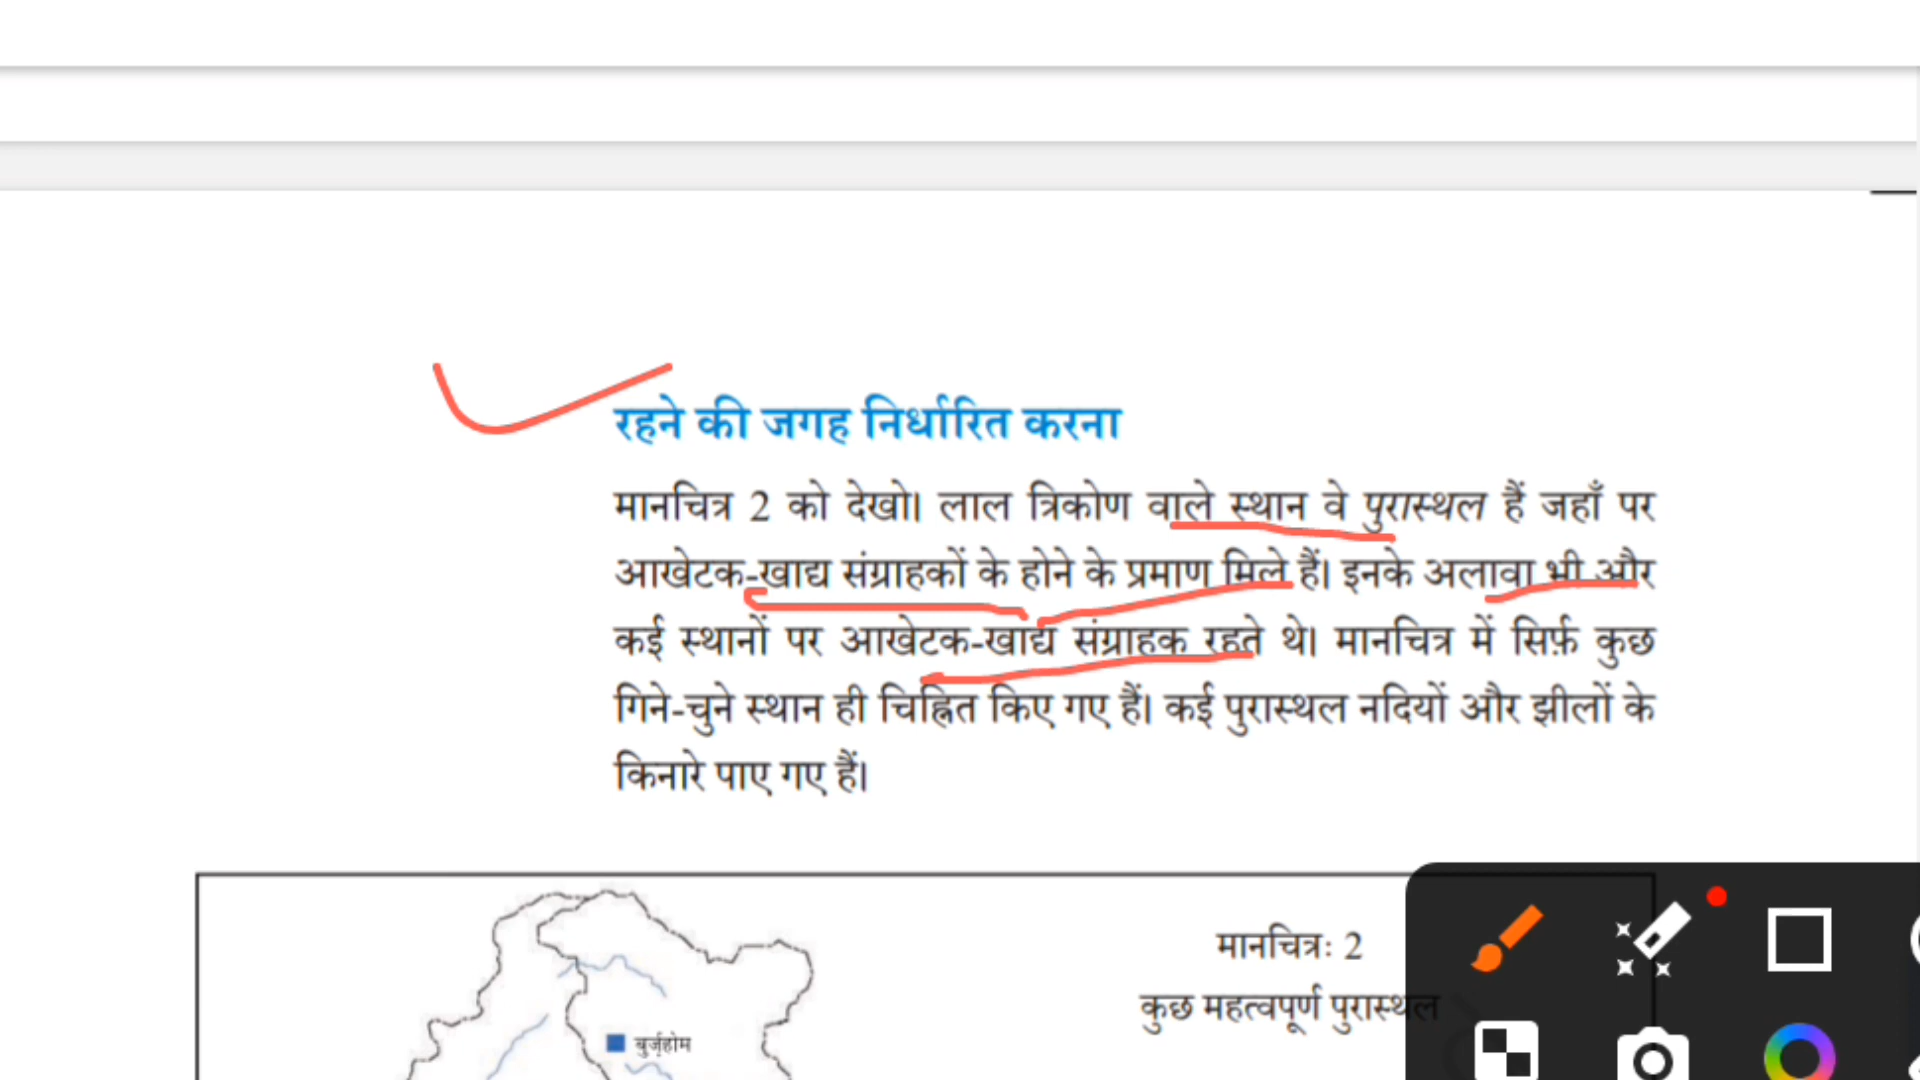 रहने की जगह निर्धारित करना
मानचित्र 2 को देखो। लाल त्रिकोण वाले स्थान वे पुरास्थल हैं जहाँ पर
आखेटक-खाद्य संग्राहकों के होने के प्रमाण मिले हैं। इनके अलावा भी और
कई स्थानों पर आखेटक-खाद्य संग्राहक रहते थे। मानचित्र में सिर्फ़ कुछ
गिने-चुने स्थान ही चिह्नित किए गए हैं। कई पुरास्थल नदियों और झीलों के
किनारे पाए गए हैं।
मानचित्र: 2
कुछ महत्वपूर्ण पुरास्थल
बुर्ज़होम